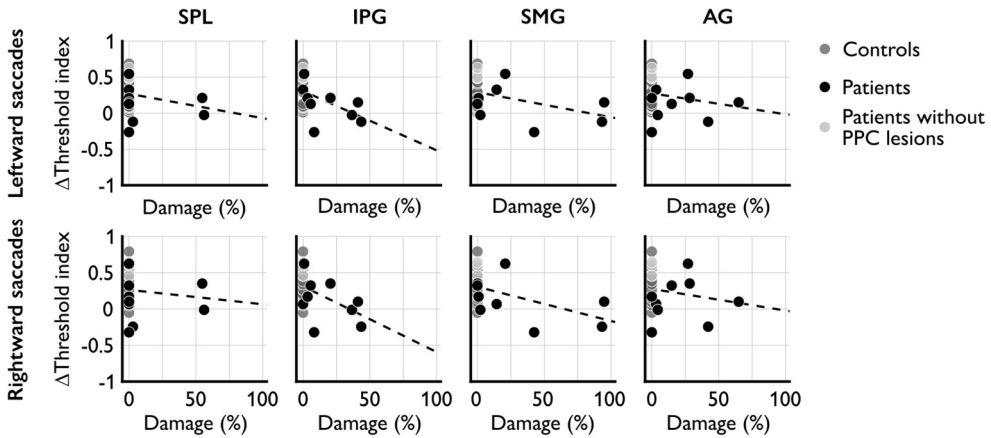 SPL IPG SMG AG
Leftward saccades
ΔThreshold index
1
0.5
0
-0.5
-1
Damage (%) Damage (%) Damage (%) Damage (%)
Controls
Patients
Patients without
PPC lesions
Rightward saccades
ΔThreshold index
1
0.5
0
-0.5
-1
0 50 100 0 50 100 0 50 100 0 50 100
Damage (%) Damage (%) Damage (%) Damage (%)